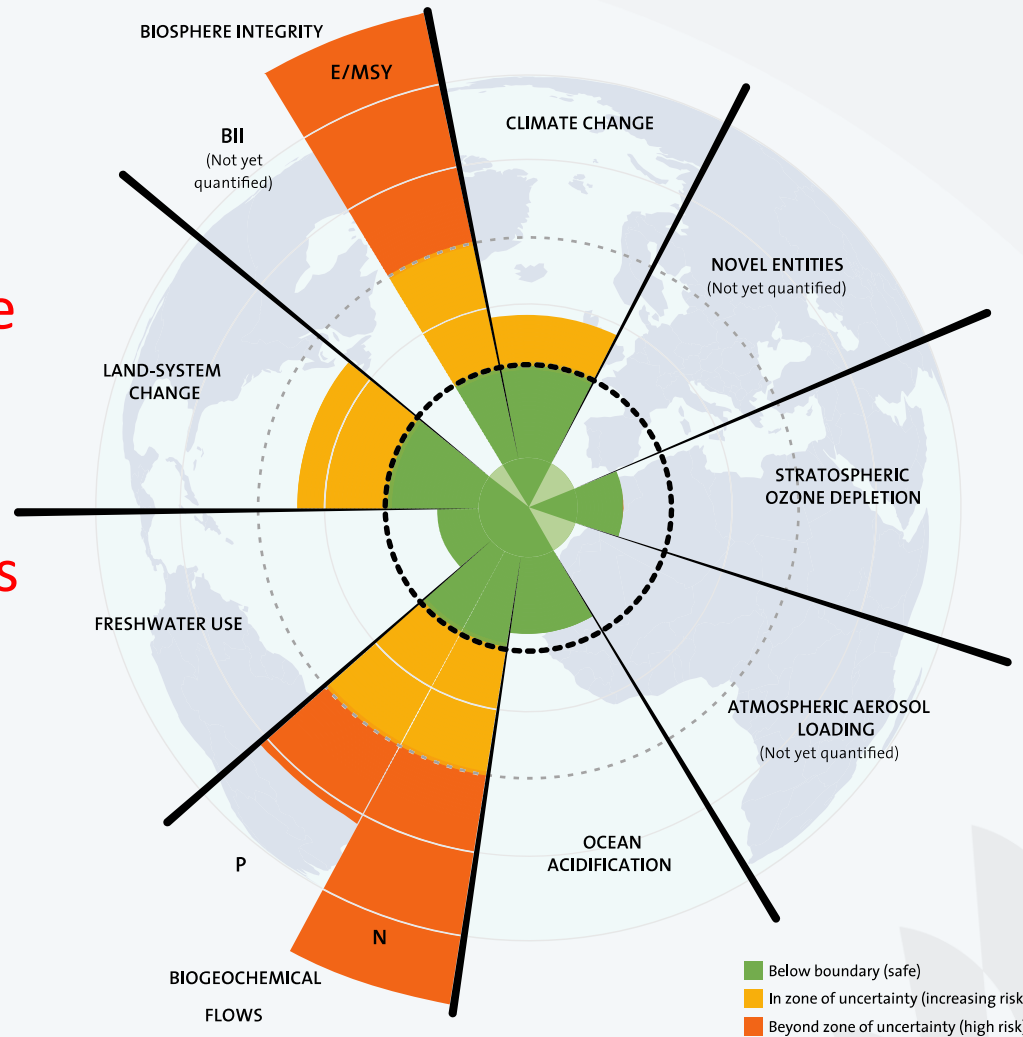 BIOSPHERE INTEGRITY
E/MSY
BII
(Not yet
quantified)
CLIMATE CHANGE
NOVEL ENTITIES
(Not yet quantified)
e
LAND-SYSTEM
CHANGE
STRATOSPHERIC
OZONE DEPLETION
s
FRESHWATER USE
ATMOSPHERIC AEROSOL
LOADING
(Not yet quantified)
OCEAN
ACIDIFICATION
P
N
BIOGEOCHEMICAL
FLOWS
Below boundary (safe)
In zone of uncertainty (increasing risk
Beyond zone of uncertainty (high risk